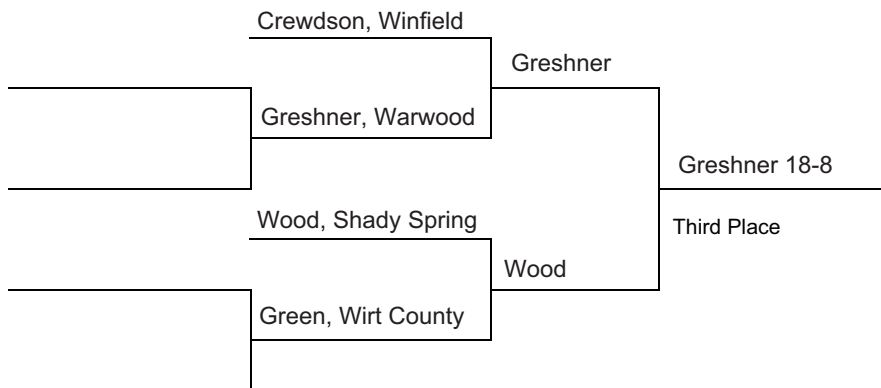 Crewdson, Winfield
Greshner
Greshner, Warwood
Greshner 18-8
Wood, Shady Spring
Third Place
Wood
Green, Wirt County